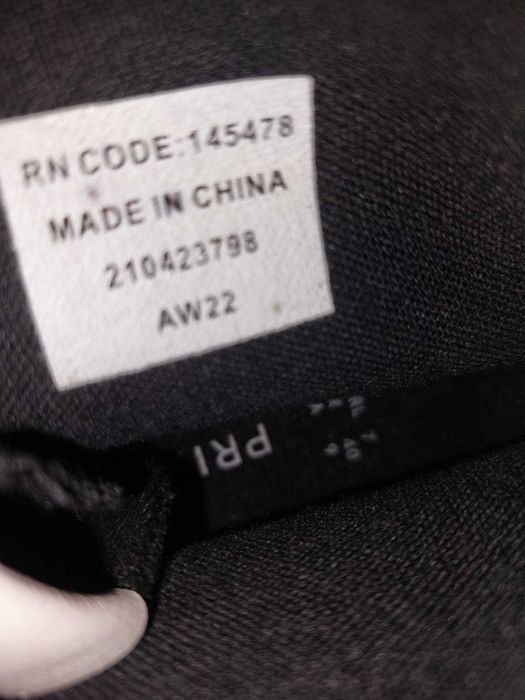 RN CODE:145478
MADE IN CHINA
210423798
AW22
PRI